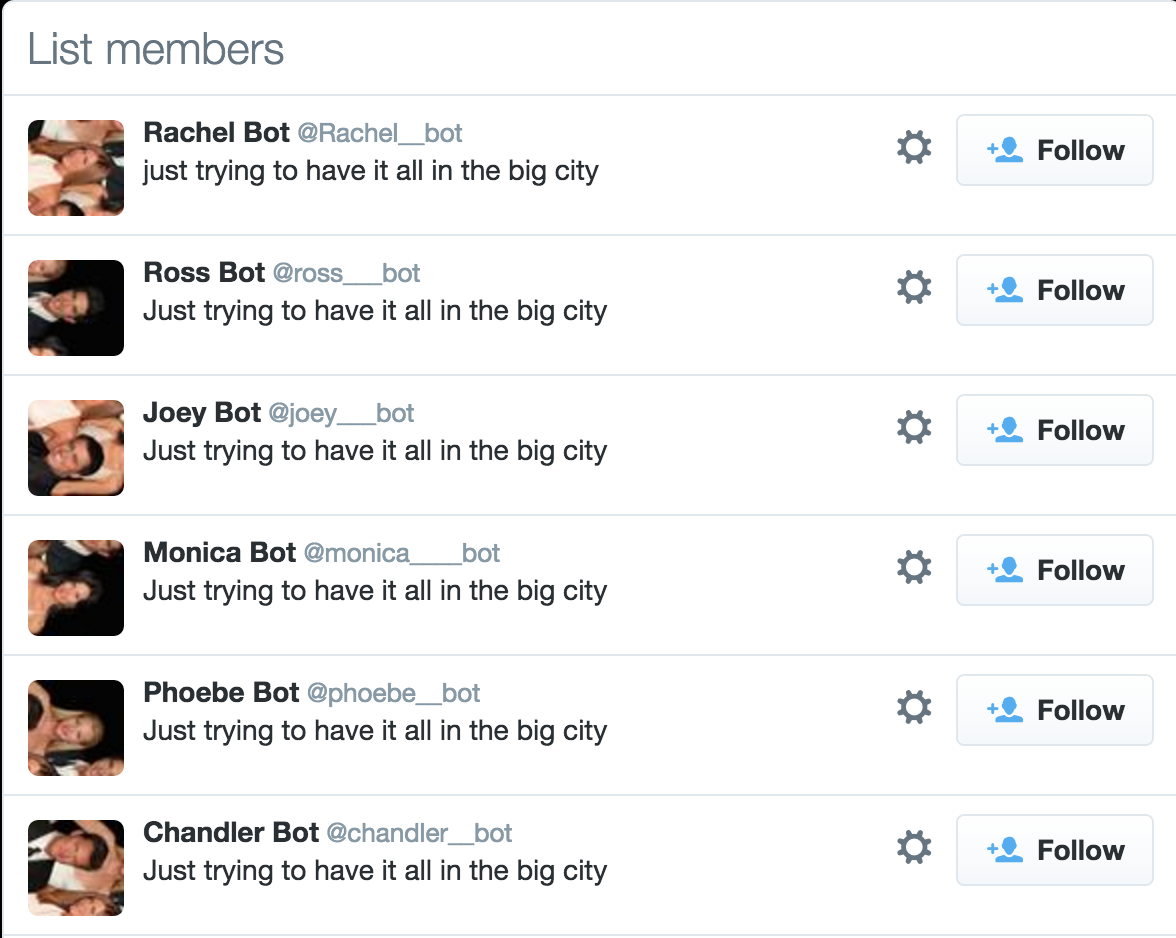 List members
Rachel Bot @Rachel__bot
just trying to have it all in the big city
Follow
Ross Bot @ross___bot
Just trying to have it all in the big city
Follow
Joey Bot @joey___bot
Just trying to have it all in the big city
Follow
Monica Bot @monica____bot
Just trying to have it all in the big city
Follow
Phoebe Bot @phoebe__bot
Just trying to have it all in the big city
Follow
Chandler Bot @chandler__bot
Just trying to have it all in the big city
Follow